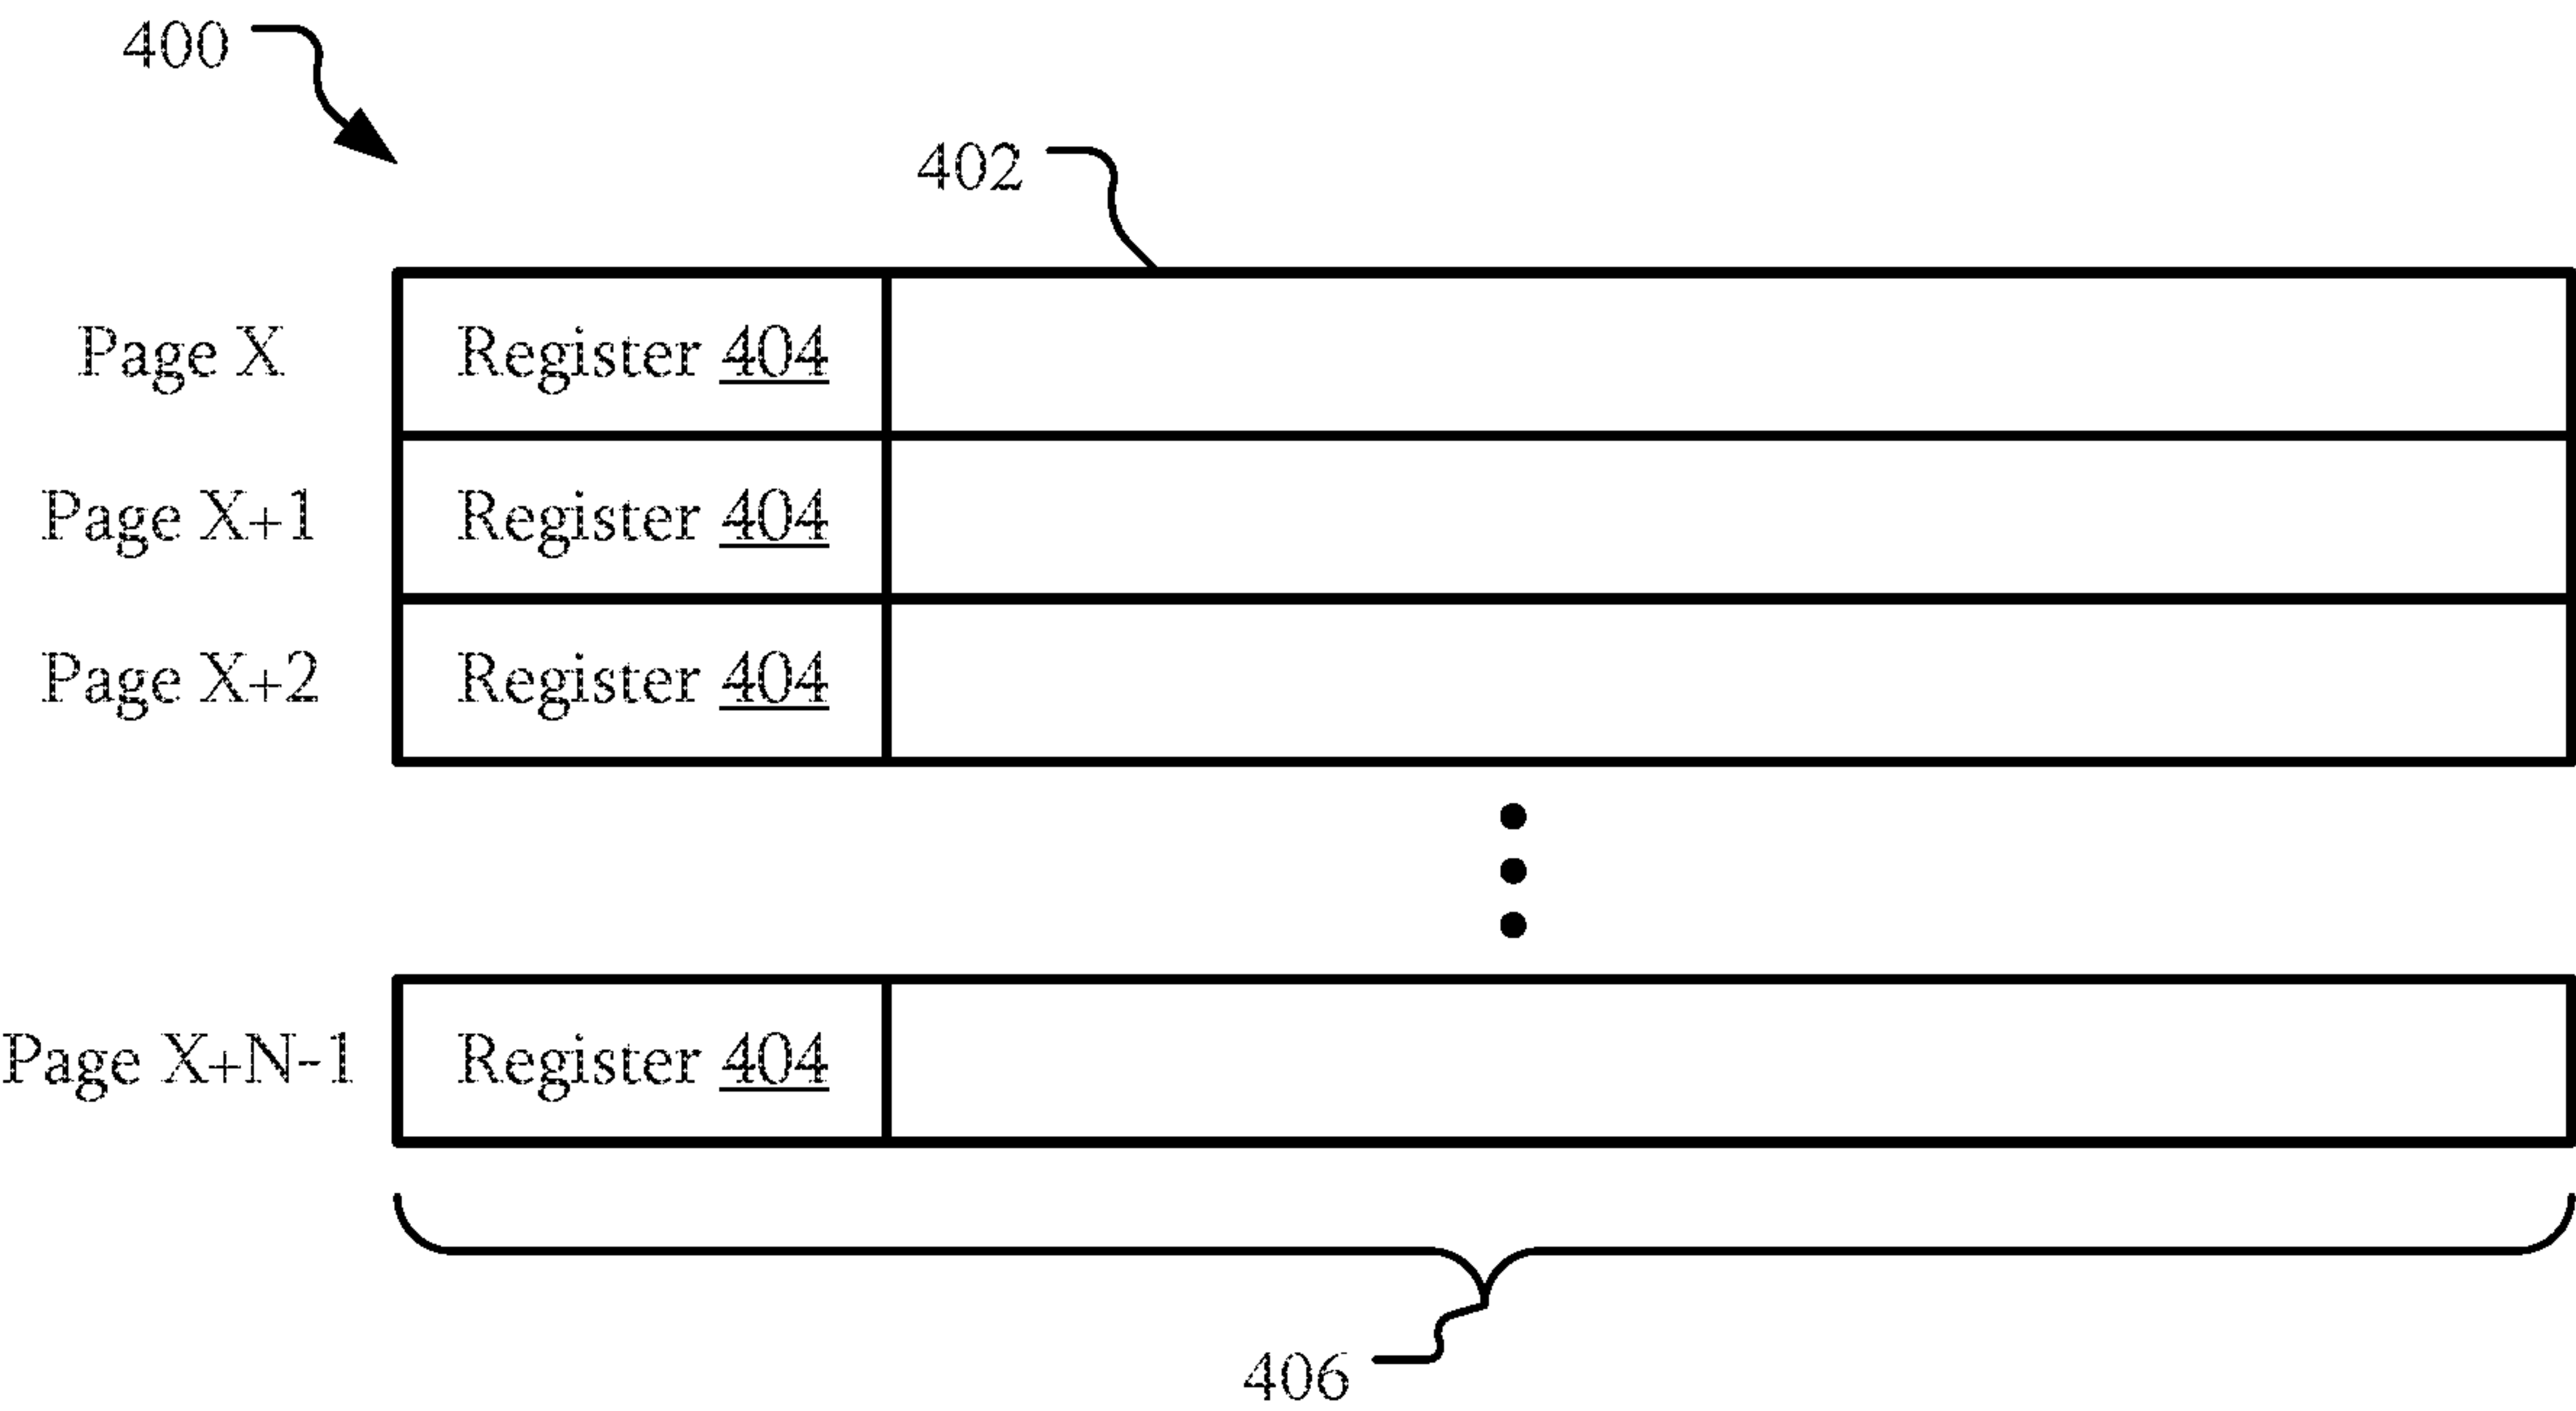 400
402
Page X Register 404
Page X+1 Register 404
Page X+2 Register 404
Page X+N-1 Register 404
406